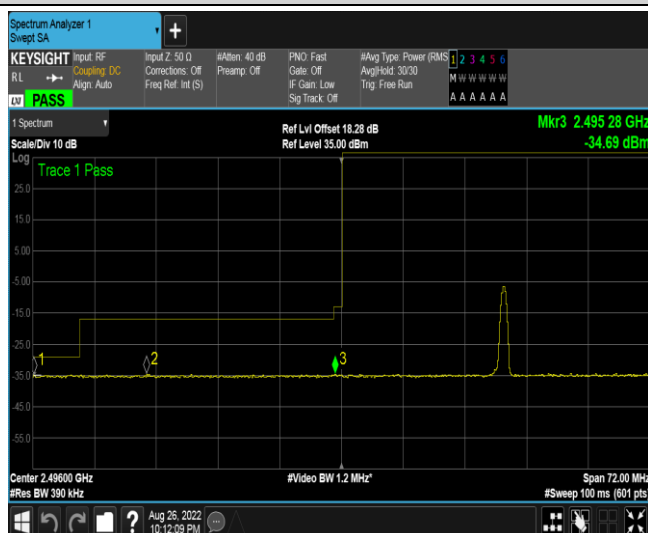 Spectrum Analyzer 1
Swept SA
+
KEYSIGHT Input: RF Input Z: 50 Ω #Atten: 40 dB PNO: Fast #Avg Type: Power (RMS 1 2 3 4 5 6
RL Coupling: DC Corrections: Off Preamp: Off Gate: Off Avg|Hold: 30/30 M W W W W W
Align: Auto Freq Ref: Int (S) IF Gain: Low Trig: Free Run
Sig Track: Off A A A A A A
LXI PASS
1 Spectrum Ref Lvl Offset 18.28 dB Mkr3 2.495 28 GHz
Scale/Div 10 dB Ref Level 35.00 dBm -34.69 dBm
Log
Trace 1 Pass
25.0
15.0
5.00
-5.00
-15.0
-25.0
1 2 3
-35.0
-45.0
-55.0
Center 2.49600 GHz #Video BW 1.2 MHz* Span 72.00 MHz
#Res BW 390 kHz #Sweep 100 ms (601 pts)
? Aug 26, 2022
10:12:09 PM